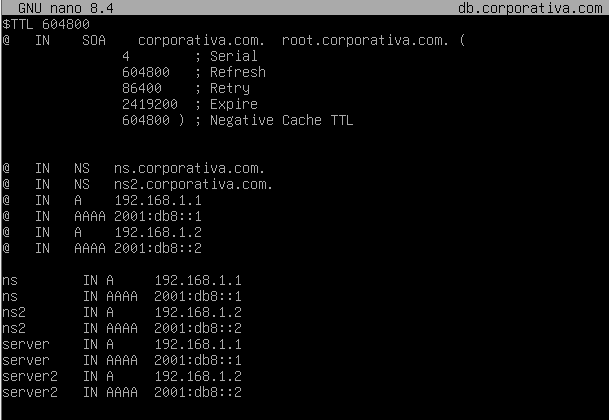 GNU nano 8.4 db.corporativa.com
$TTL 604800
@ IN SOA corporativa.com. root.corporativa.com. (
4 ; Serial
604800 ; Refresh
86400 ; Retry
2419200 ; Expire
604800 ) ; Negative Cache TTL
@ IN NS ns.corporativa.com.
@ IN NS ns2.corporativa.com.
@ IN A 192.168.1.1
@ IN AAAA 2001:db8::1
@ IN A 192.168.1.2
@ IN AAAA 2001:db8::2
ns IN A 192.168.1.1
ns IN AAAA 2001:db8::1
ns2 IN A 192.168.1.2
ns2 IN AAAA 2001:db8::2
server IN A 192.168.1.1
server IN AAAA 2001:db8::1
server2 IN A 192.168.1.2
server2 IN AAAA 2001:db8::2